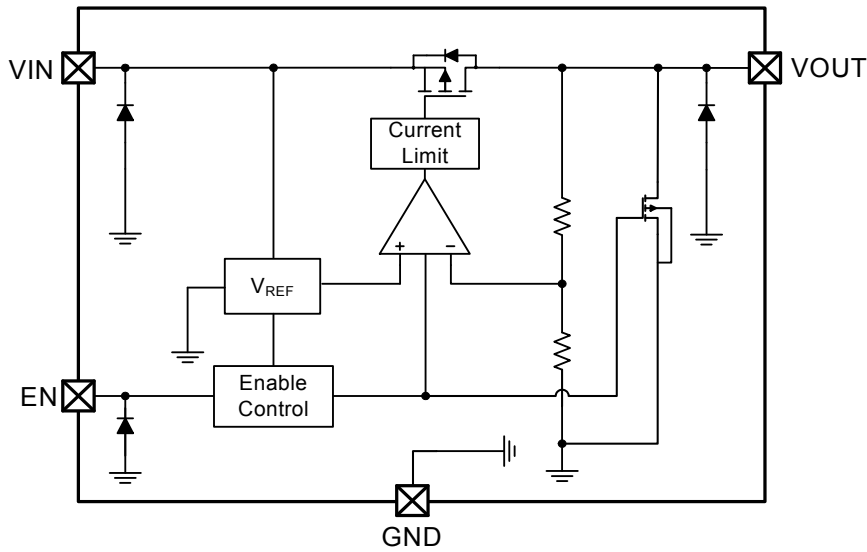 VIN
VOUT
Current
Limit
+ −
VREF
EN
Enable
Control
GND